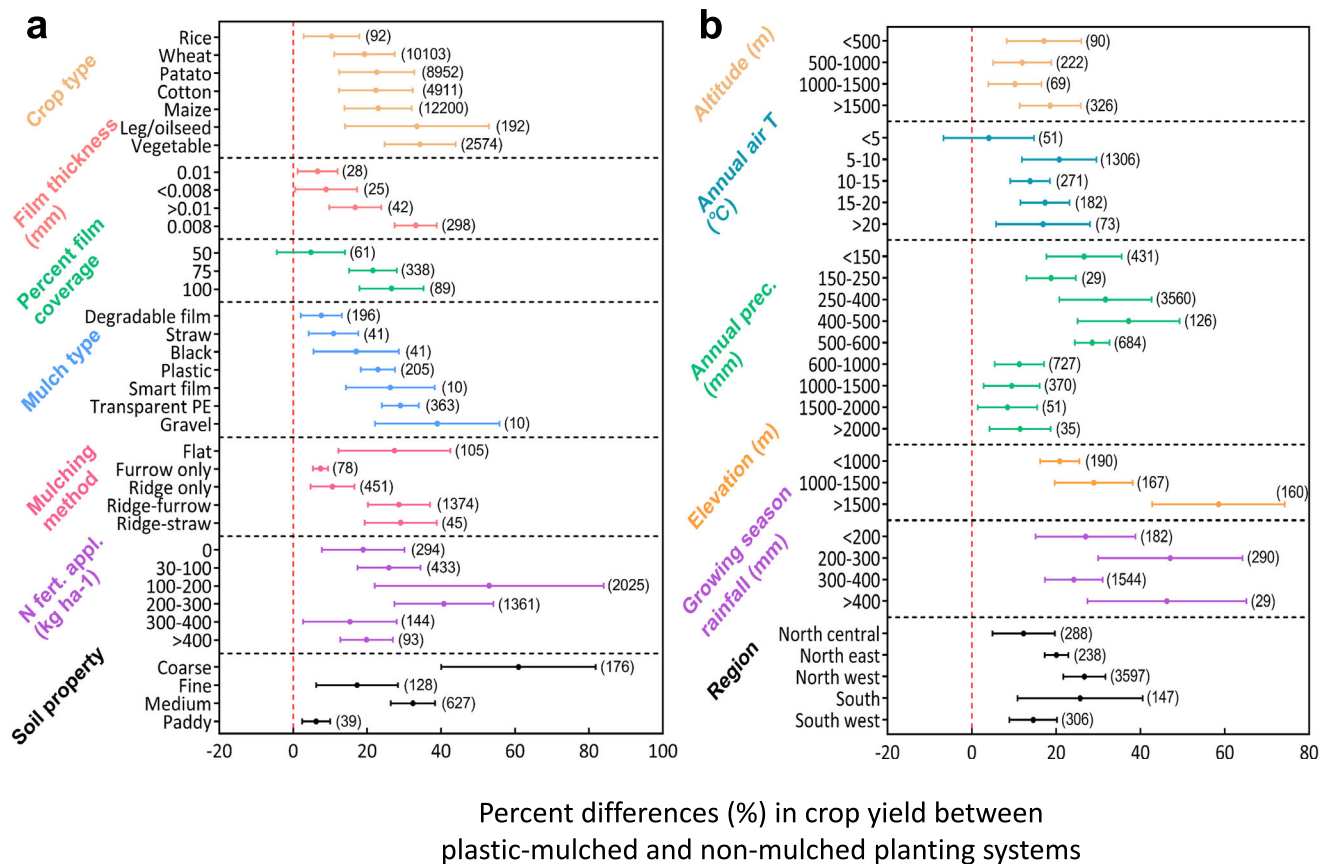 a
Crop type
Rice (92)
Wheat (10103)
Patato (8952)
Cotton (4911)
Maize (12200)
Leg/oilseed (192)
Vegetable (2574)
Film thickness
(mm)
0.01 (28)
<0.008 (25)
>0.01 (42)
0.008 (298)
Percent film
coverage
50 (61)
75 (338)
100 (89)
Mulch type
Degradable film (196)
Straw (41)
Black (41)
Plastic (205)
Smart film (10)
Transparent PE (363)
Gravel (10)
Mulching
method
Flat (105)
Furrow only (78)
Ridge only (451)
Ridge-furrow (1374)
Ridge-straw (45)
N fert. appl.
(kg ha-1)
0 (294)
30-100 (433)
100-200 (2025)
200-300 (1361)
300-400 (144)
>400 (93)
Soil property
Coarse (176)
Fine (128)
Medium (627)
Paddy (39)
-20 0 20 40 60 80 100
b
Altitude (m)
<500 (90)
500-1000 (222)
1000-1500 (69)
>1500 (326)
Annual air T
(°C)
<5 (51)
5-10 (1306)
10-15 (271)
15-20 (182)
>20 (73)
Annual prec.
(mm)
<150 (431)
150-250 (29)
250-400 (3560)
400-500 (126)
500-600 (684)
600-1000 (727)
1000-1500 (370)
1500-2000 (51)
>2000 (35)
Elevation (m)
<1000 (190)
1000-1500 (167)
>1500 (160)
Growing season
rainfall (mm)
<200 (182)
200-300 (290)
300-400 (1544)
>400 (29)
Region
North central (288)
North east (238)
North west (3597)
South (147)
South west (306)
-20 0 20 40 60 80
Percent differences (%) in crop yield between
plastic-mulched and non-mulched planting systems